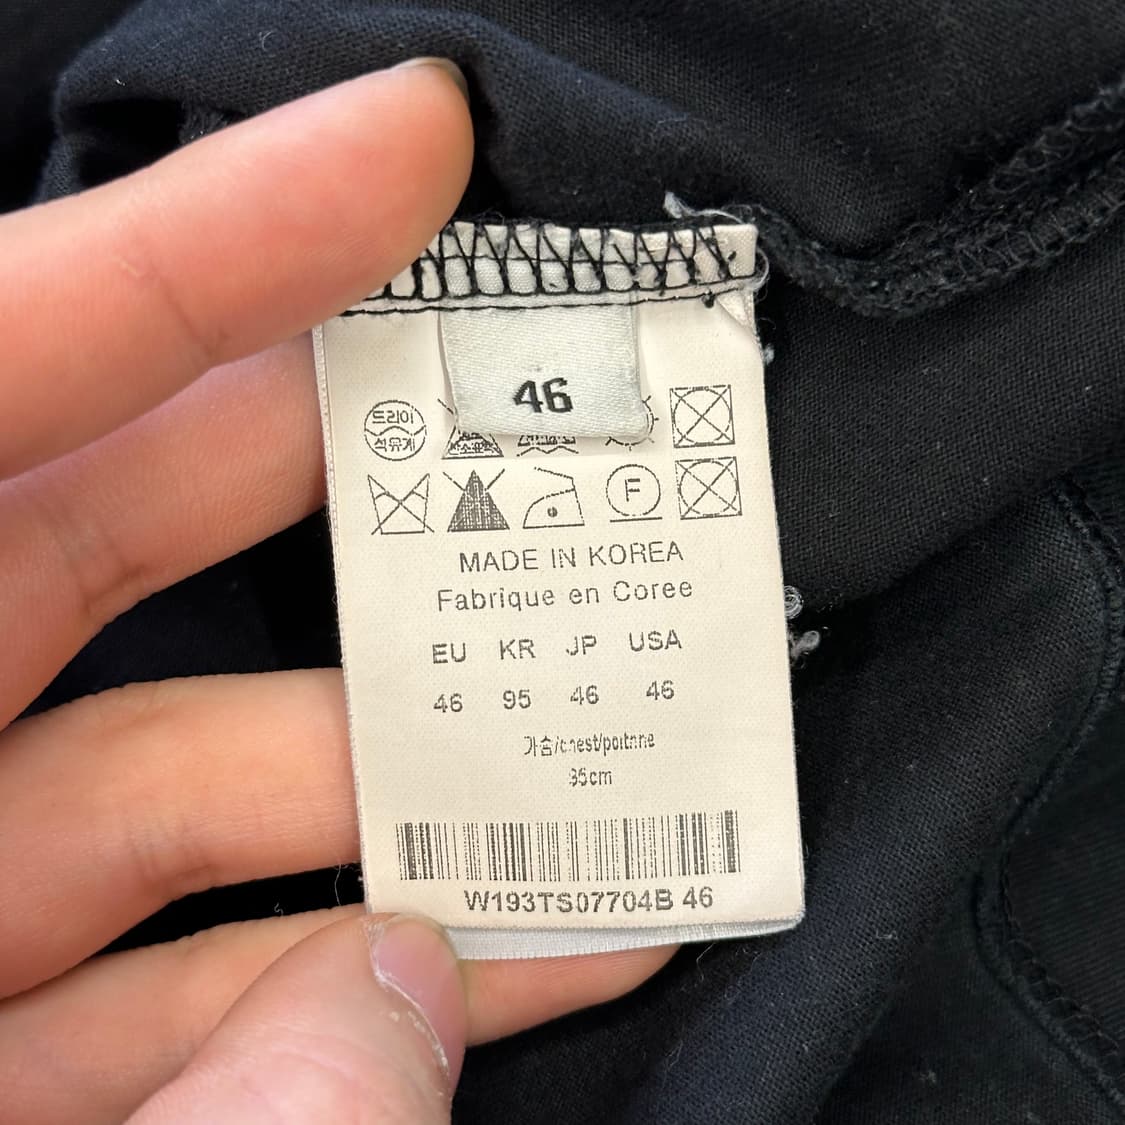 46
드라이
석유계
F
MADE IN KOREA
Fabrique en Coree
EU KR JP USA
46 95 46 46
가슴/chest/poitrine
95cm
W193TS07704B 46